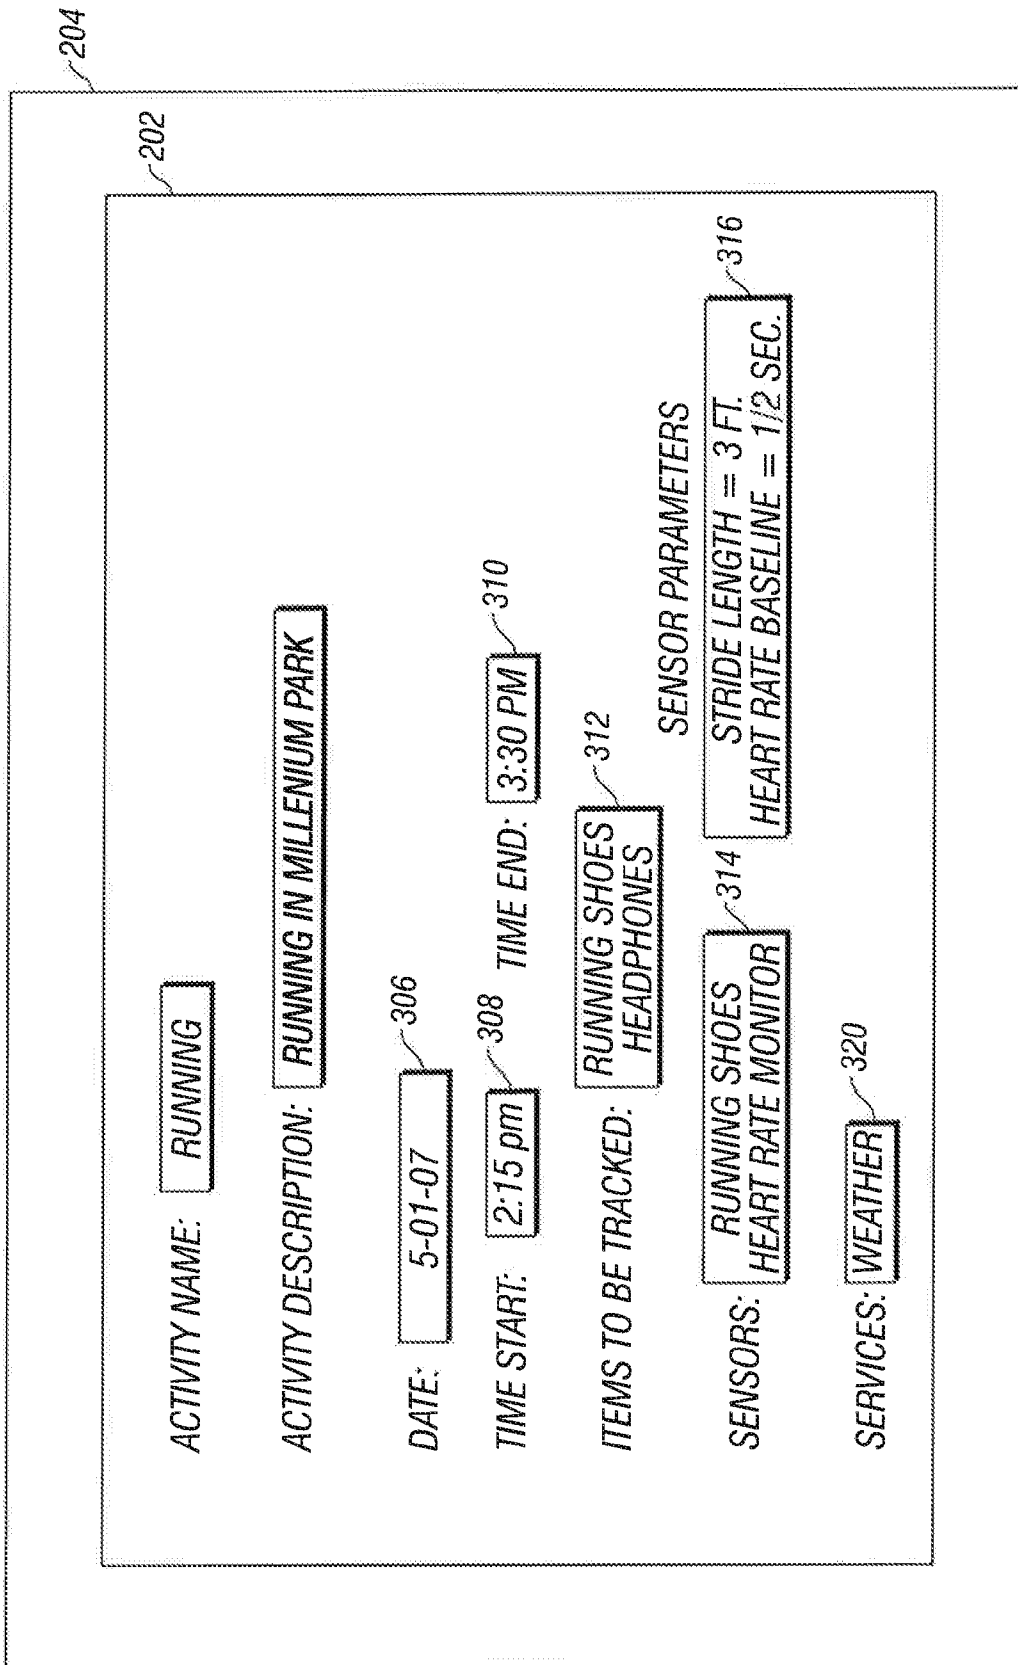 204
202
ACTIVITY NAME: RUNNING
ACTIVITY DESCRIPTION: RUNNING IN MILLENIUM PARK
306
DATE: 5-01-07
308 310
TIME START: 2:15 pm TIME END: 3:30 PM
312
ITEMS TO BE TRACKED: RUNNING SHOES
HEADPHONES
SENSOR PARAMETERS
314 316
SENSORS: RUNNING SHOES
HEART RATE MONITOR
STRIDE LENGTH = 3 FT.
HEART RATE BASELINE = 1/2 SEC.
320
SERVICES: WEATHER